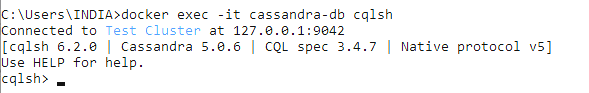 C:\Users\INDIA>docker exec -it cassandra-db cqlsh
Connected to Test Cluster at 127.0.0.1:9042
[cqlsh 6.2.0 | Cassandra 5.0.6 | CQL spec 3.4.7 | Native protocol v5]
Use HELP for help.
cqlsh>